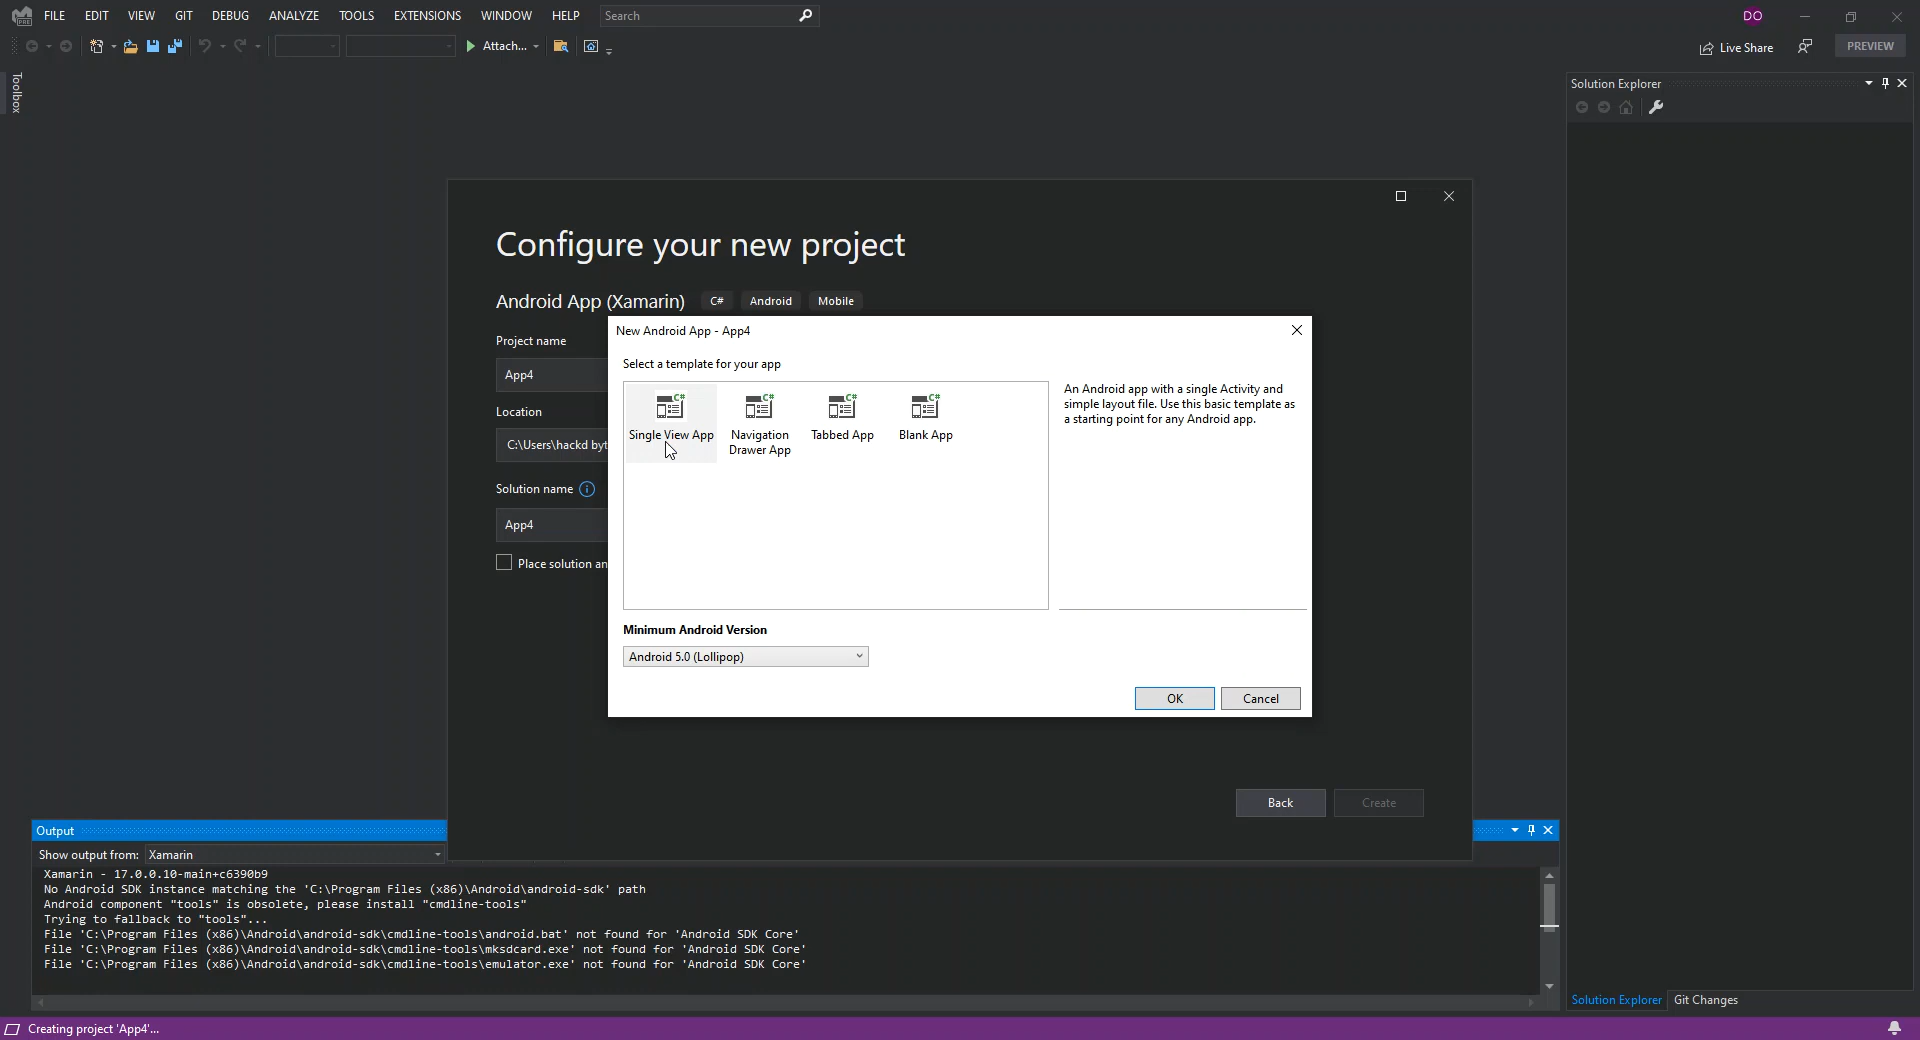 FILE EDIT VIEW GIT DEBUG ANALYZE TOOLS EXTENSIONS WINDOW HELP Search DO
Attach... Live Share PREVIEW
Toolbox
Solution Explorer
Configure your new project
Android App (Xamarin) C# Android Mobile
Project name
App4
Location
C:\Users\hackd byt
Solution name
App4
Place solution an
New Android App - App4
Select a template for your app
Single View App
Navigation
Drawer App
Tabbed App
Blank App
An Android app with a single Activity and
simple layout file. Use this basic template as
a starting point for any Android app.
Minimum Android Version
Android 5.0 (Lollipop)
OK Cancel
Back Create
Output
Show output from: Xamarin
Xamarin - 17.0.0.10-main+c6390b9
No Android SDK instance matching the 'C:\Program Files (x86)\Android\android-sdk' path
Android component "tools" is obsolete, please install "cmdline-tools"
Trying to fallback to "tools"...
File 'C:\Program Files (x86)\Android\android-sdk\cmdline-tools\android.bat' not found for 'Android SDK Core'
File 'C:\Program Files (x86)\Android\android-sdk\cmdline-tools\mksdcard.exe' not found for 'Android SDK Core'
File 'C:\Program Files (x86)\Android\android-sdk\cmdline-tools\emulator.exe' not found for 'Android SDK Core'
Solution Explorer Git Changes
Creating project 'App4'...